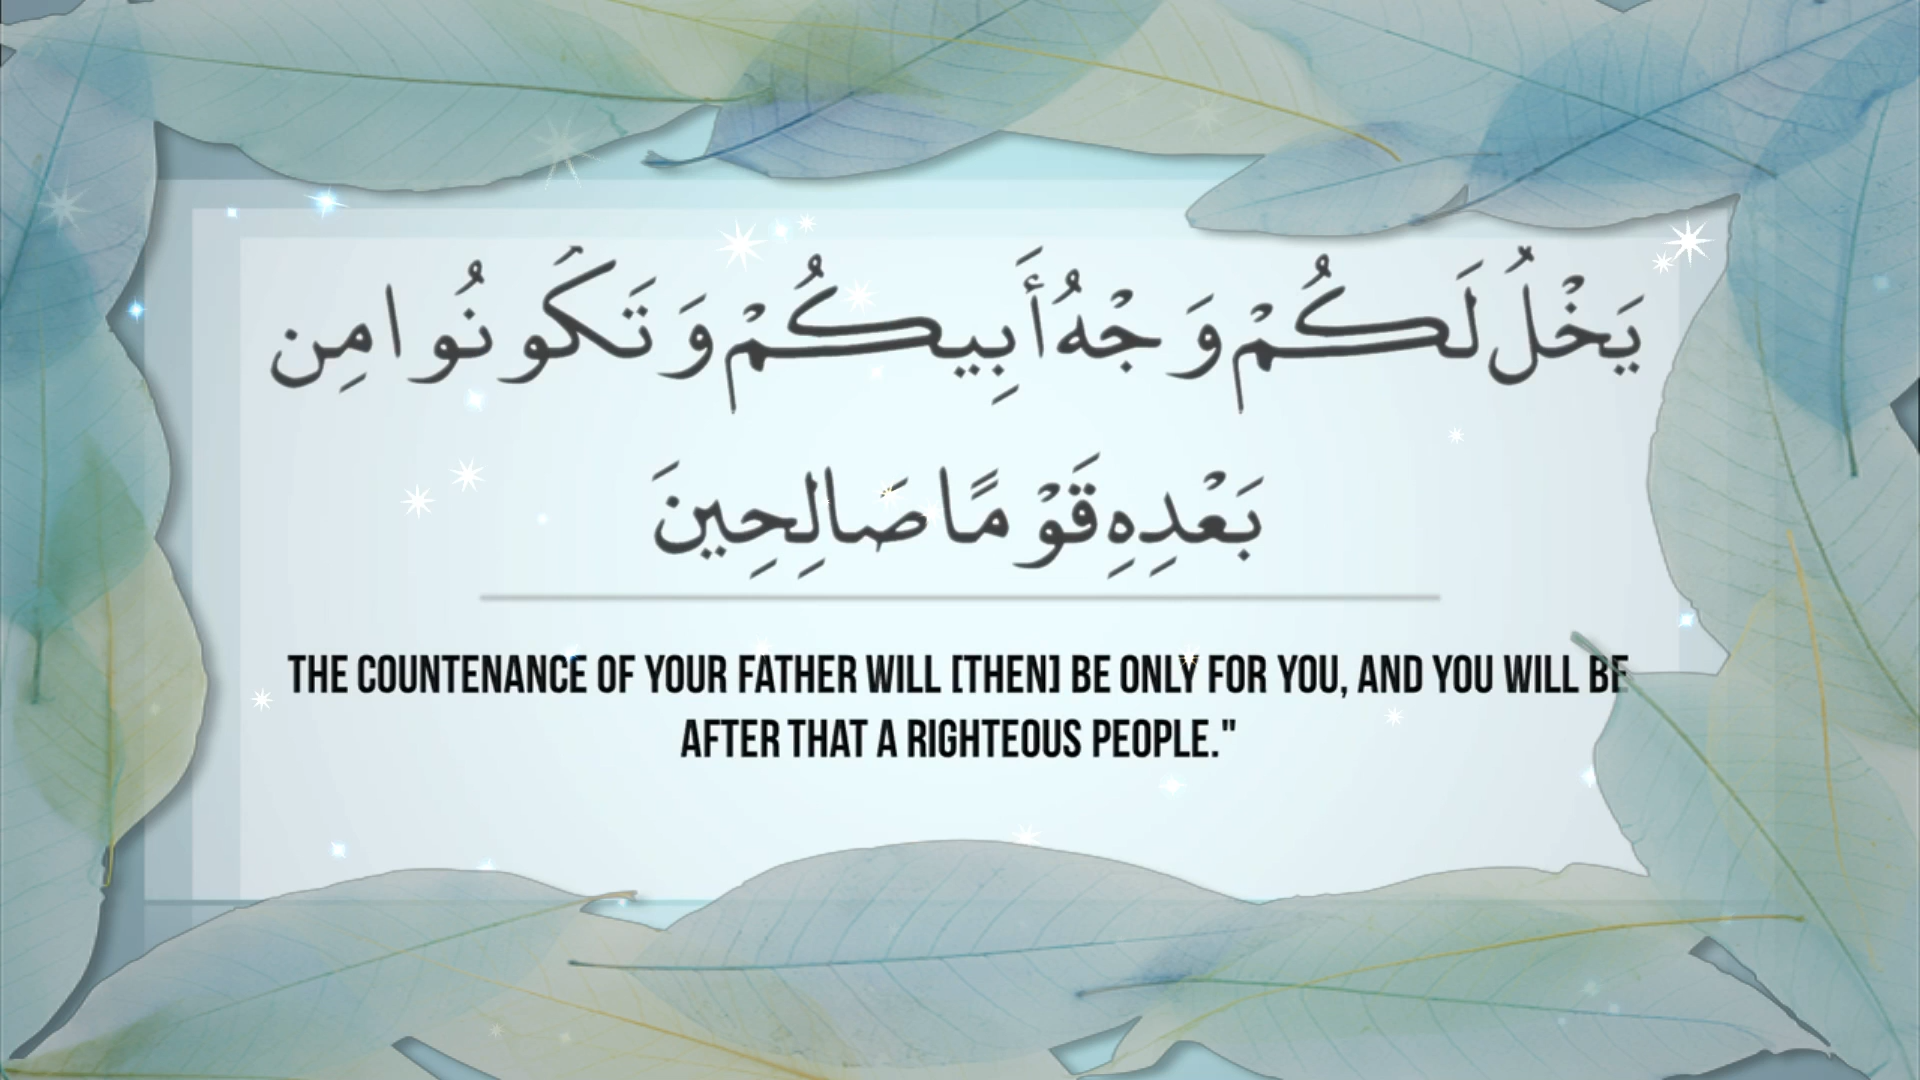 يَخْلُ لَكُمْ وَجْهُ أَبِيكُمْ وَتَكُونُوا مِن
بَعْدِهِ قَوْمًا صَالِحِينَ
THE COUNTENANCE OF YOUR FATHER WILL [THEN] BE ONLY FOR YOU, AND YOU WILL BE
AFTER THAT A RIGHTEOUS PEOPLE."